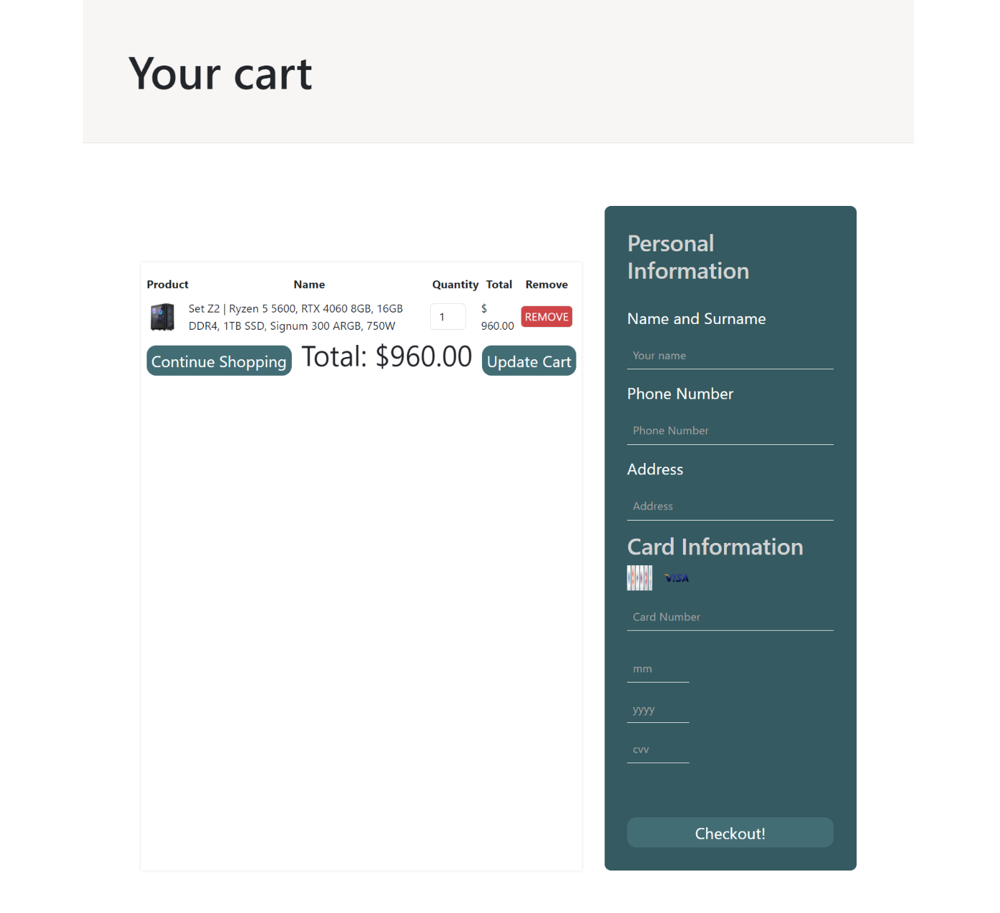 Your cart
Product Name Quantity Total Remove
Set Z2 | Ryzen 5 5600, RTX 4060 8GB, 16GB
DDR4, 1TB SSD, Signum 300 ARGB, 750W
1
$
960.00
REMOVE
Continue Shopping Total: $960.00 Update Cart
Personal
Information
Name and Surname
Your name
Phone Number
Phone Number
Address
Address
Card Information
VISA
Card Number
mm
yyyy
cvv
Checkout!